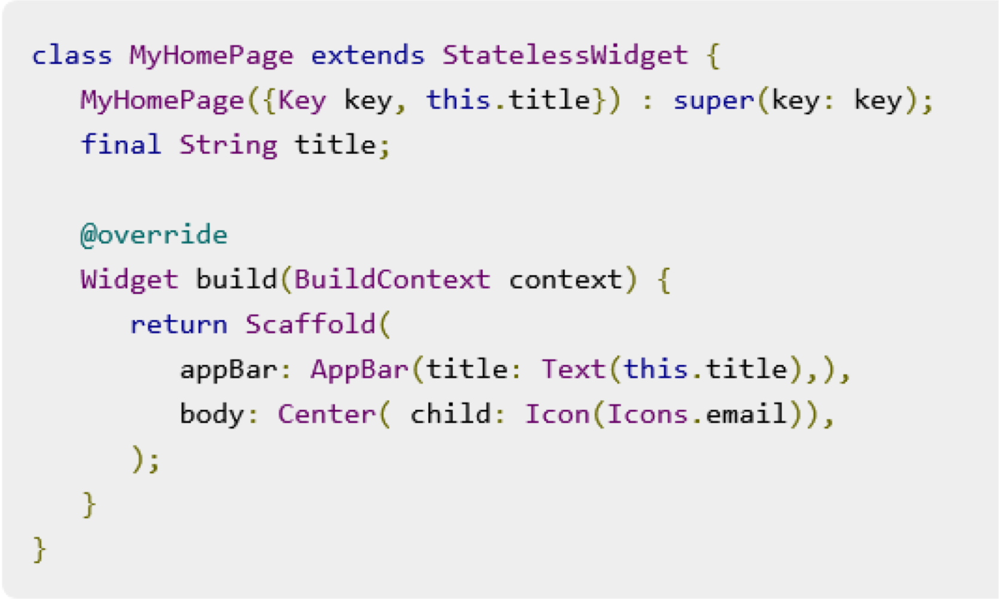 class MyHomePage extends StatelessWidget {
   MyHomePage({Key key, this.title}) : super(key: key);
   final String title;

   @override
   Widget build(BuildContext context) {
      return Scaffold(
         appBar: AppBar(title: Text(this.title),),
         body: Center( child: Icon(Icons.email)),
      );
   }
}